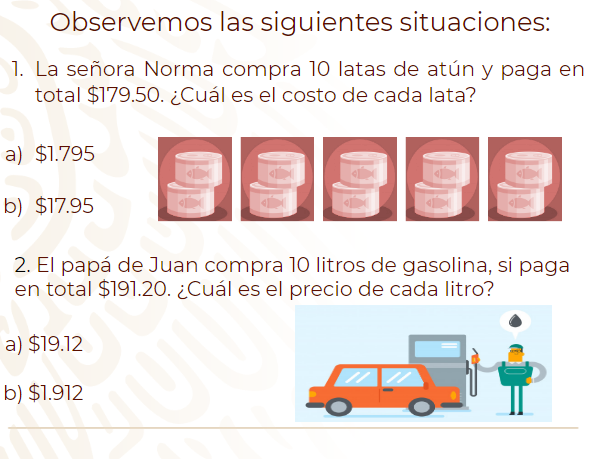 Observemos las siguientes situaciones:
1. La señora Norma compra 10 latas de atún y paga en
total $179.50. ¿Cuál es el costo de cada lata?
a) $1.795
b) $17.95
2. El papá de Juan compra 10 litros de gasolina, si paga
en total $191.20. ¿Cuál es el precio de cada litro?
a) $19.12
b) $1.912